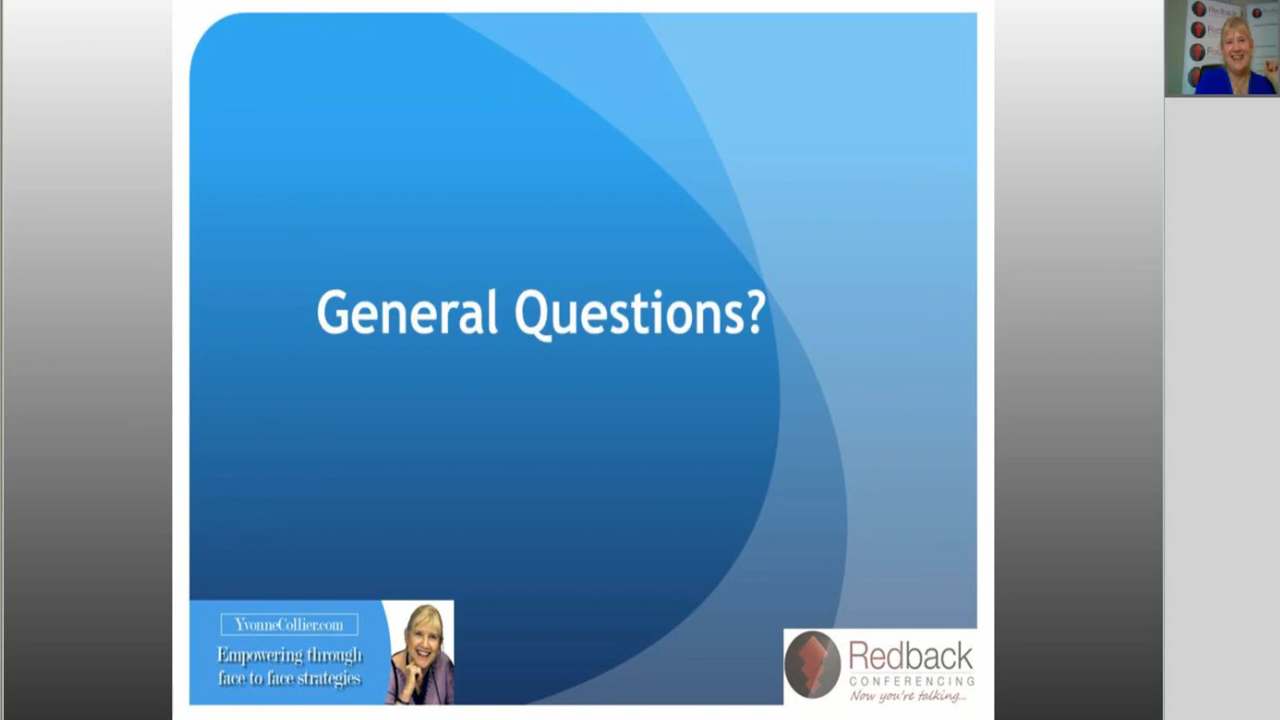 General Questions?
YvonneCollier.com
Empowering through
face to face strategies
Redback
CONFERENCING
Now you're talking...